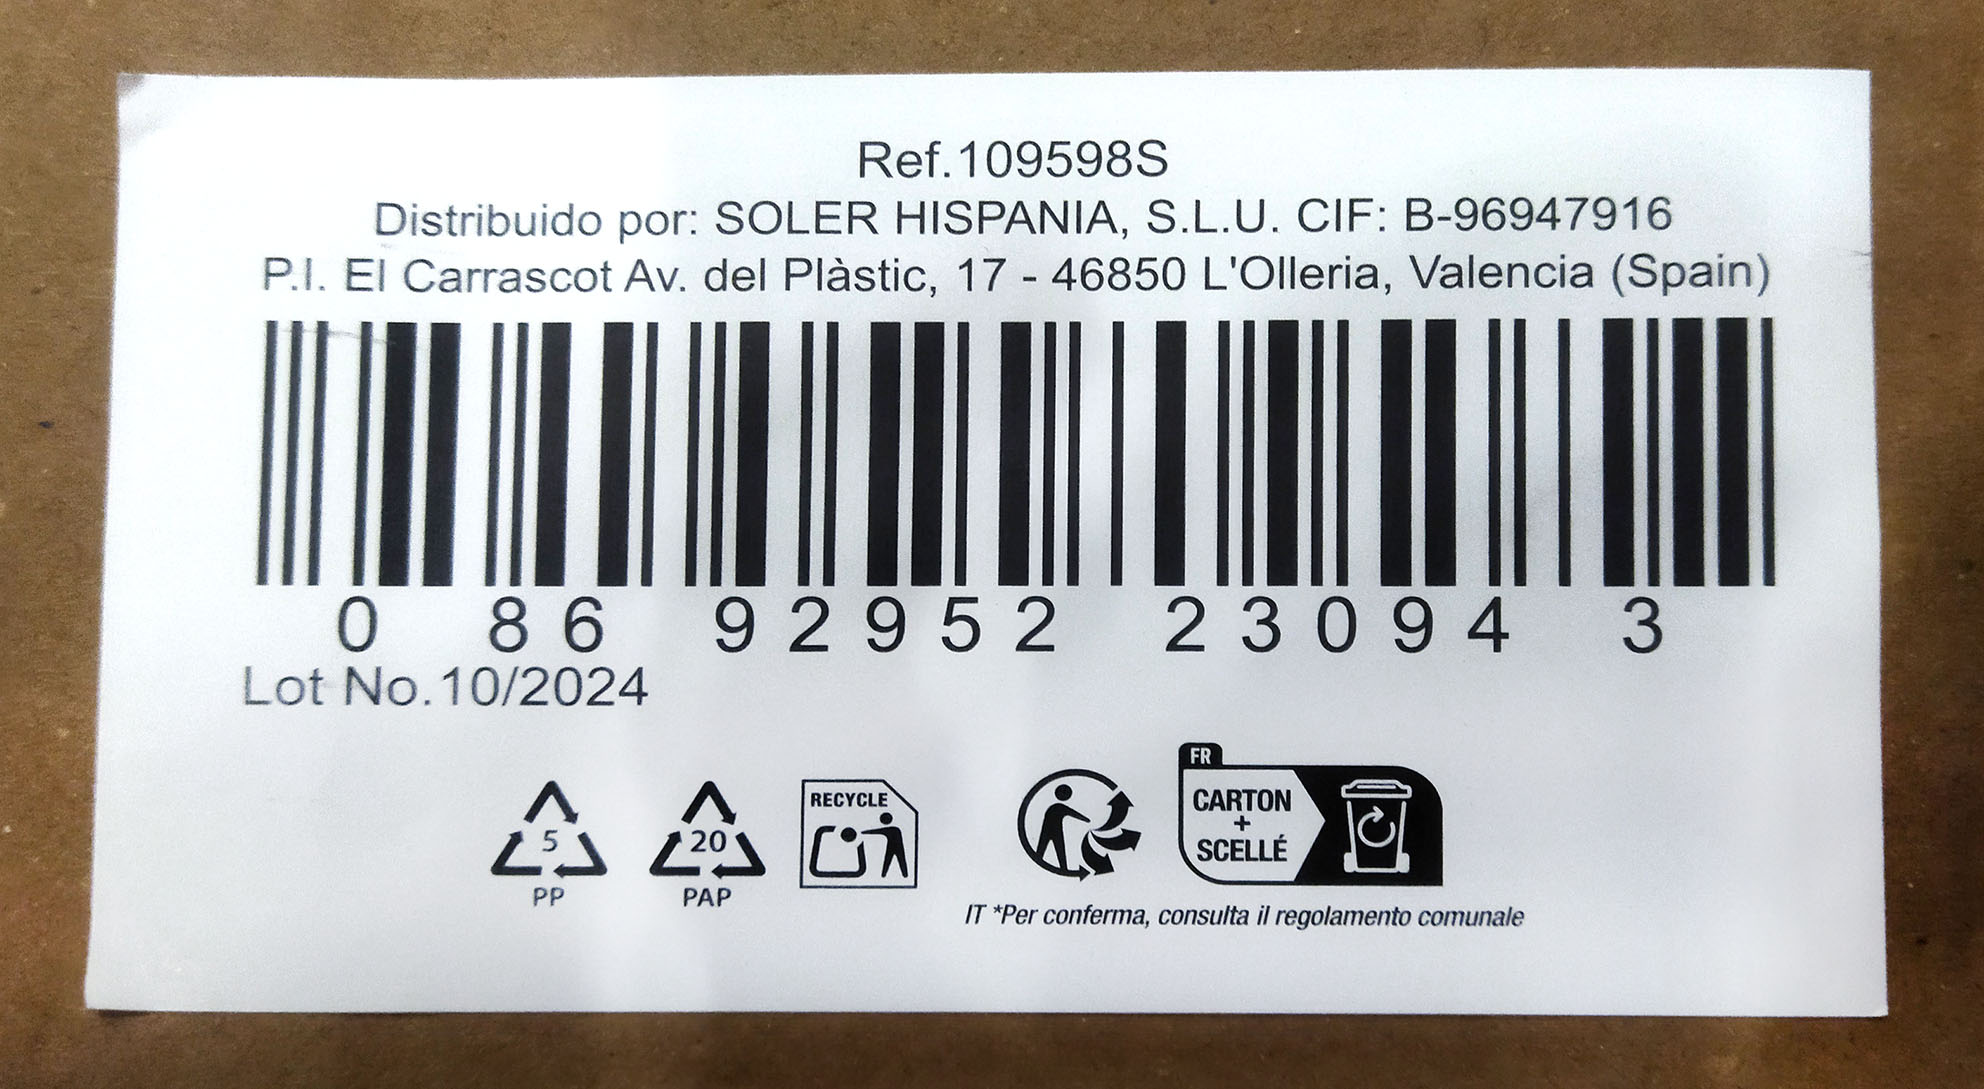 Ref.109598S
Distribuido por: SOLER HISPANIA, S.L.U. CIF: B-96947916
P.I. El Carrascot Av. del Plàstic, 17 - 46850 L'Olleria, Valencia (Spain)
0 86 92952 23094 3
Lot No.10/2024
5
PP
20
PAP
RECYCLE
FR
CARTON
+
SCELLÉ
IT *Per conferma, consulta il regolamento comunale